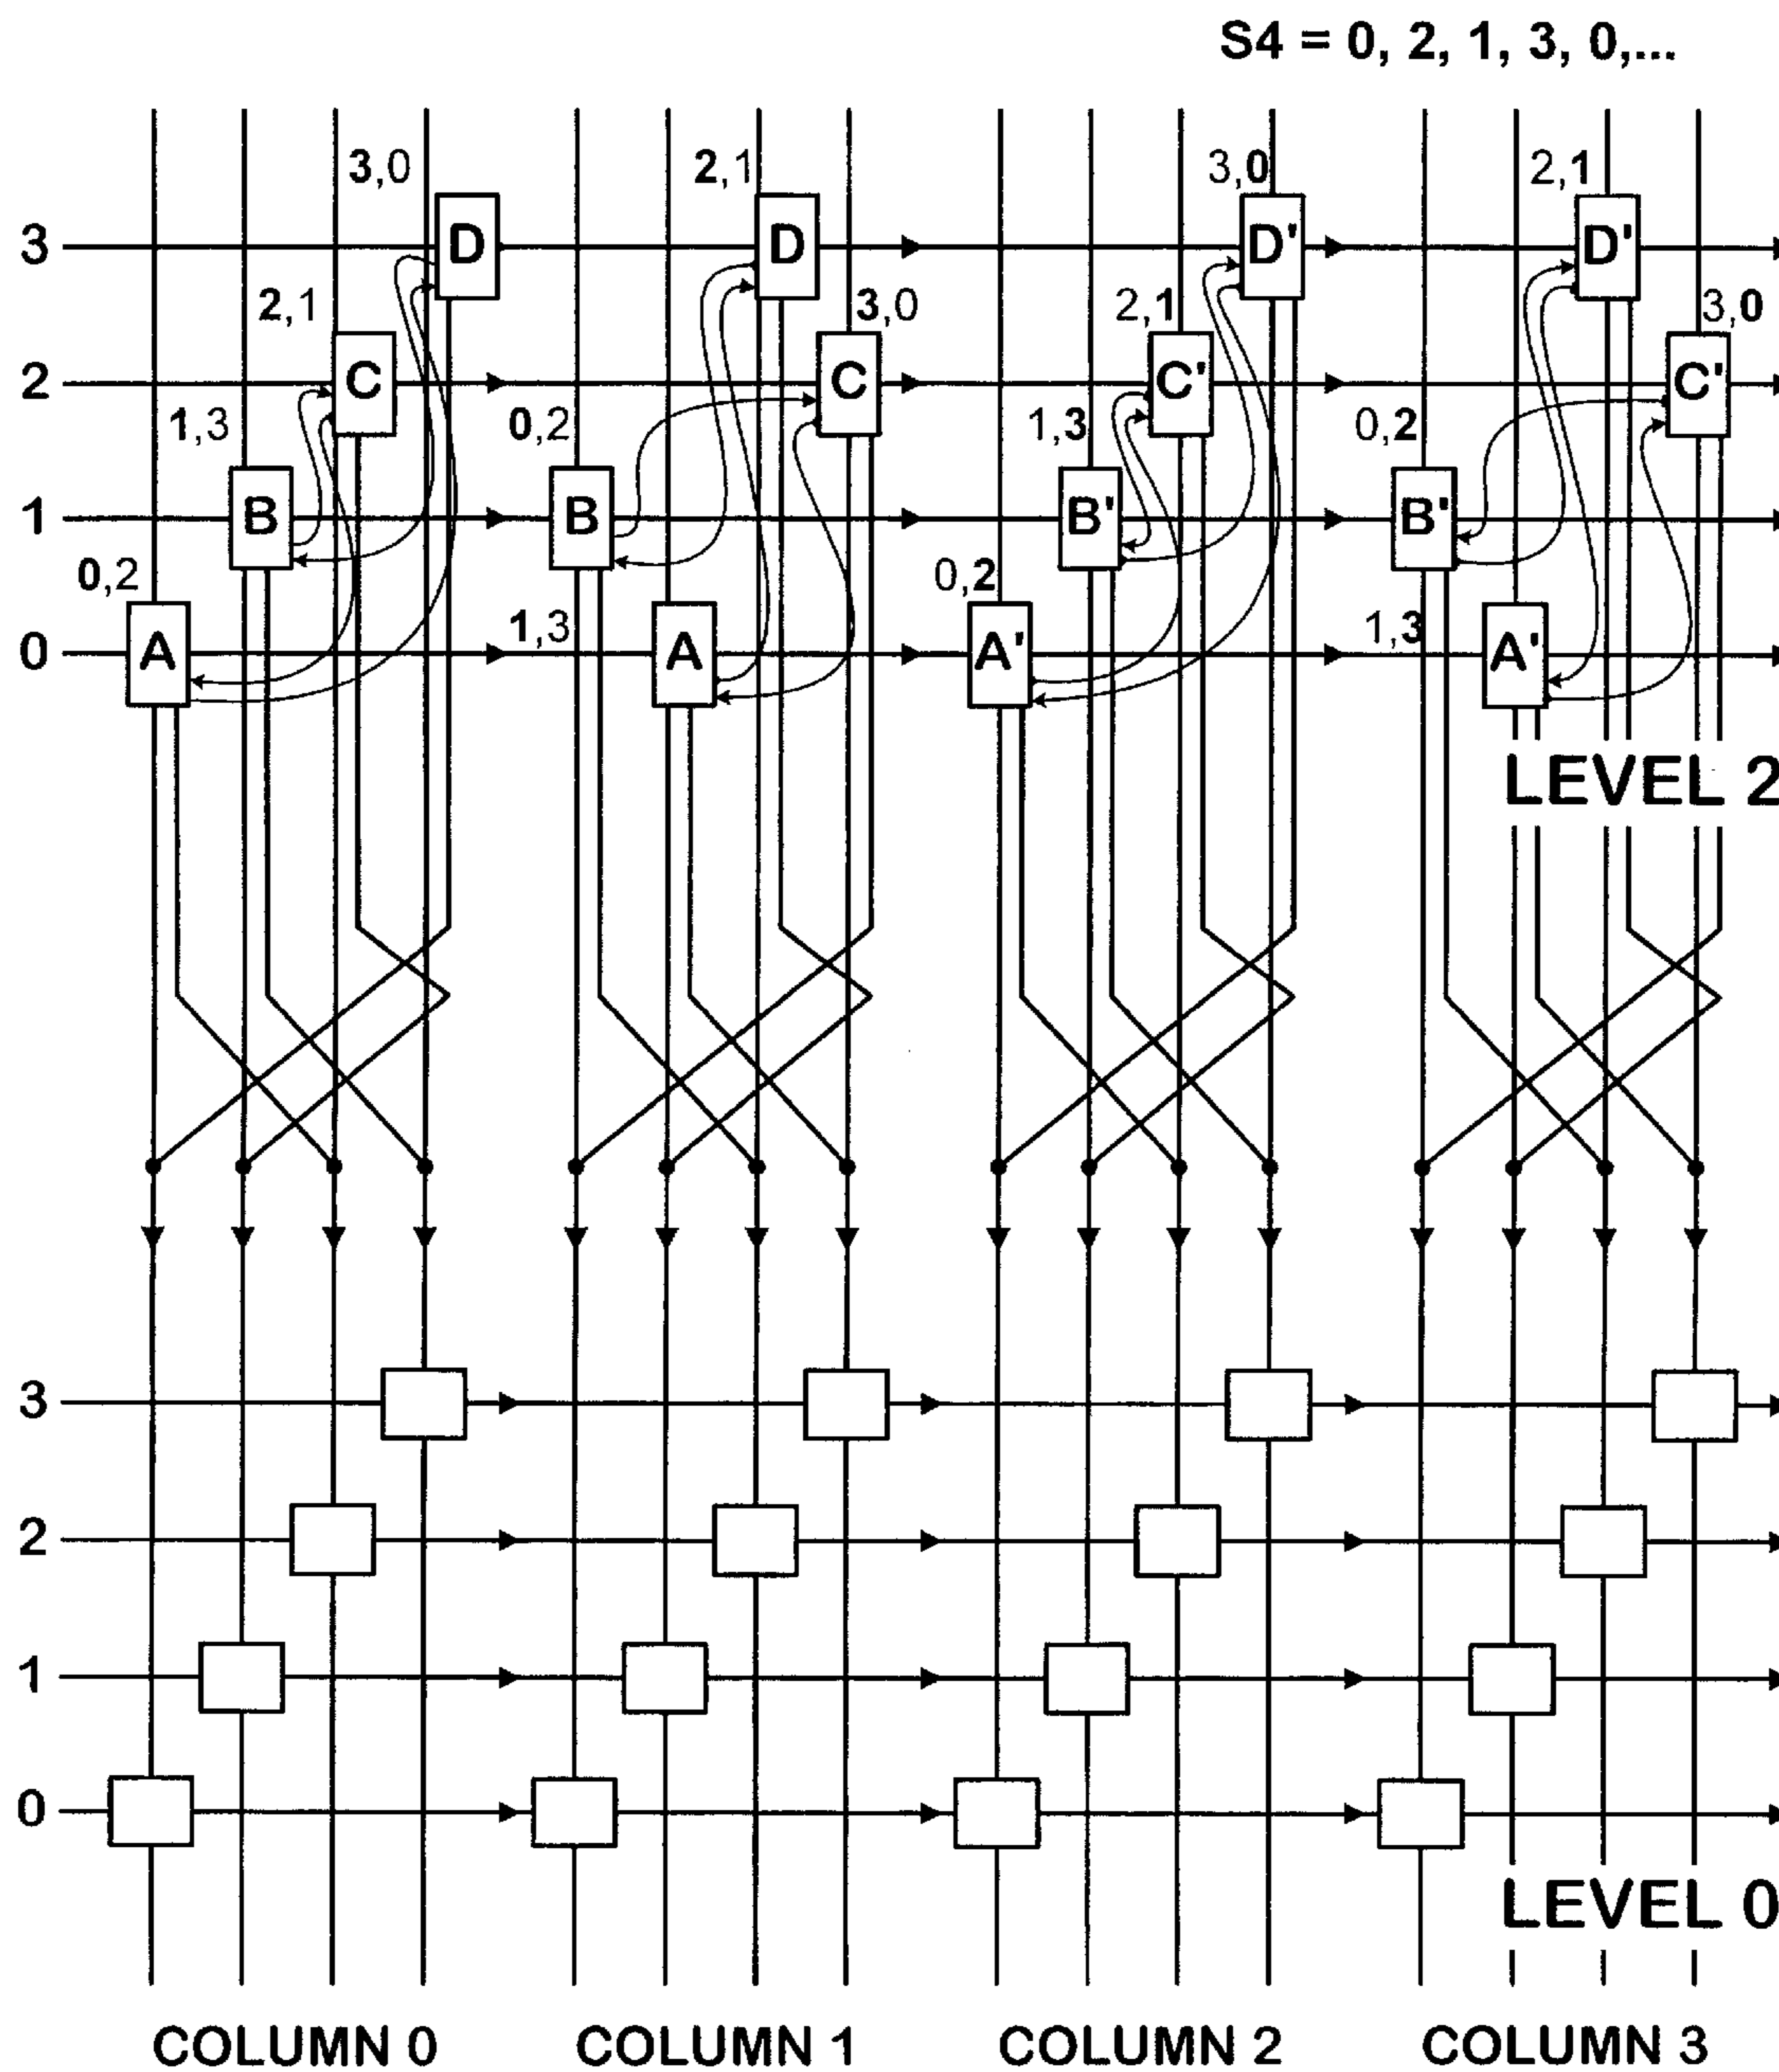 S4 = 0, 2, 1, 3, 0,...
3,0 2,1 3,0 2,1
3 D D D' D'
2,1 3,0 2,1 3,0
2 C C C' C'
1,3 0,2 1,3 0,2
1 B B B' B'
0,2 1,3 0,2 1,3
0 A A A' A'
LEVEL 2
3
2
1
0
LEVEL 0
COLUMN 0 COLUMN 1 COLUMN 2 COLUMN 3